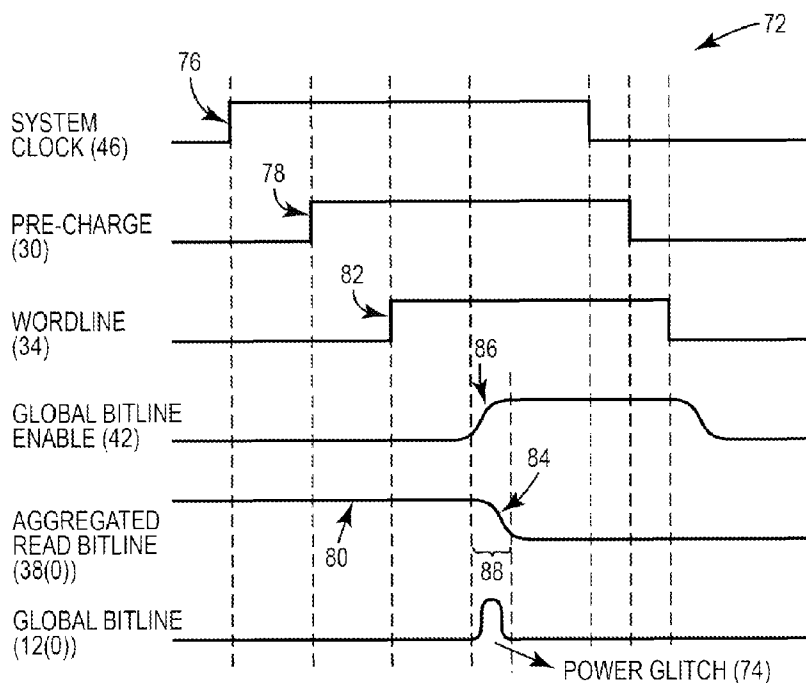 72
76
SYSTEM
CLOCK (46)
78
PRE-CHARGE
(30)
82
WORDLINE
(34)
86
GLOBAL BITLINE
ENABLE (42)
84
AGGREGATED
READ BITLINE
(38(0))
80
88
GLOBAL BITLINE
(12(0))
POWER GLITCH (74)